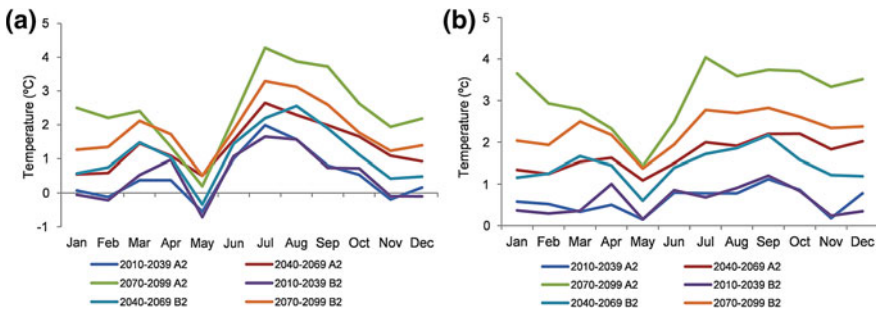 (a)
Temperature (ºC)
5
4
3
2
1
0
-1
Jan Feb Mar Apr May Jun Jul Aug Sep Oct Nov Dec
2010-2039 A2 2040-2069 A2
2070-2099 A2 2010-2039 B2
2040-2069 B2 2070-2099 B2
(b)
Temperature (ºc)
5
4
3
2
1
0
Jan Feb Mar Apr May Jun Jul Aug Sep Oct Nov Dec
2010-2039 A2 2040-2069 A2
2070-2099 A2 2010-2039 B2
2040-2069 B2 2070-2099 B2